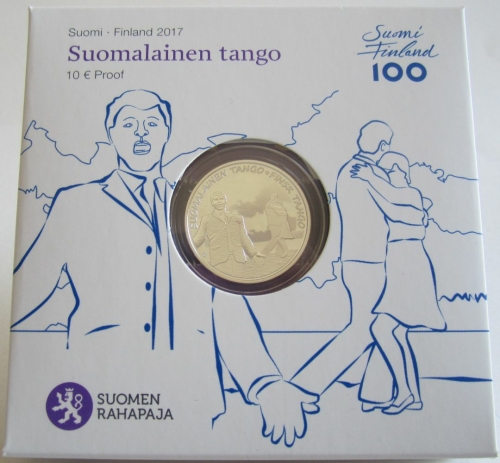 Suomi · Finland 2017
Suomalainen tango
10 € Proof
Suomi
Finland
100
SUOMALAINEN TANGO • FINSK TANGO
SUOMEN
RAHAPAJA